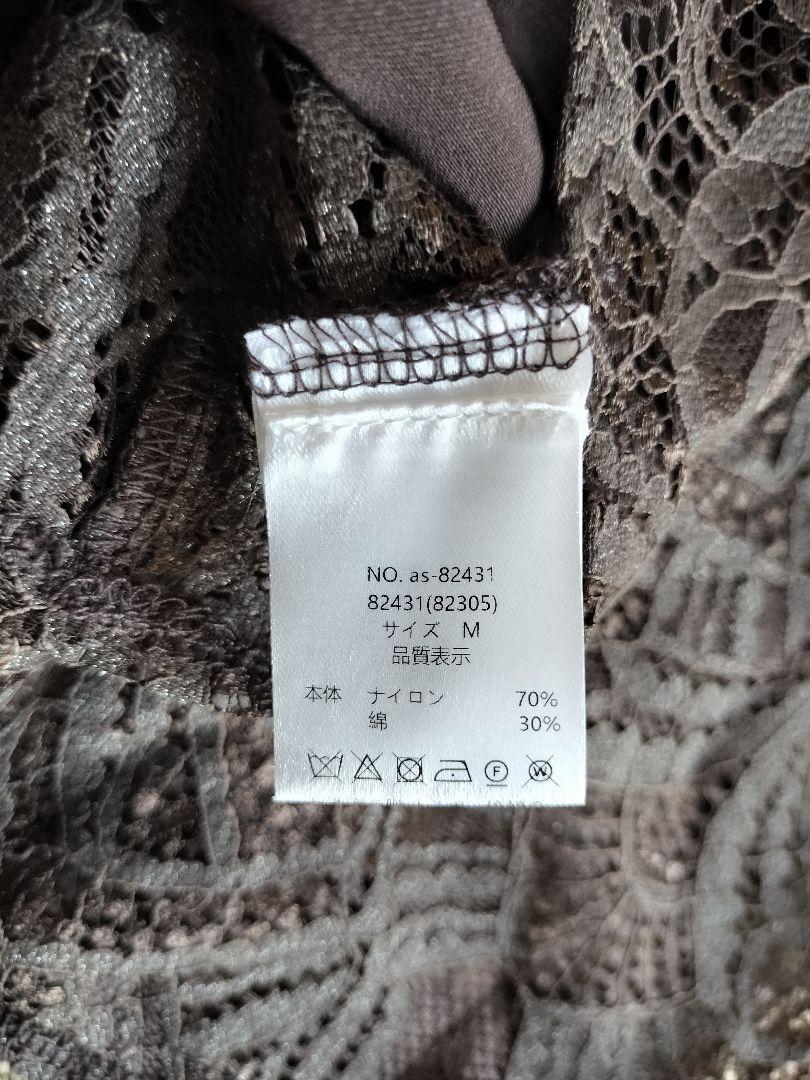 NO. as-82431
82431(82305)
サイズ M
品質表示
本体 ナイロン 70%
綿 30%
F W